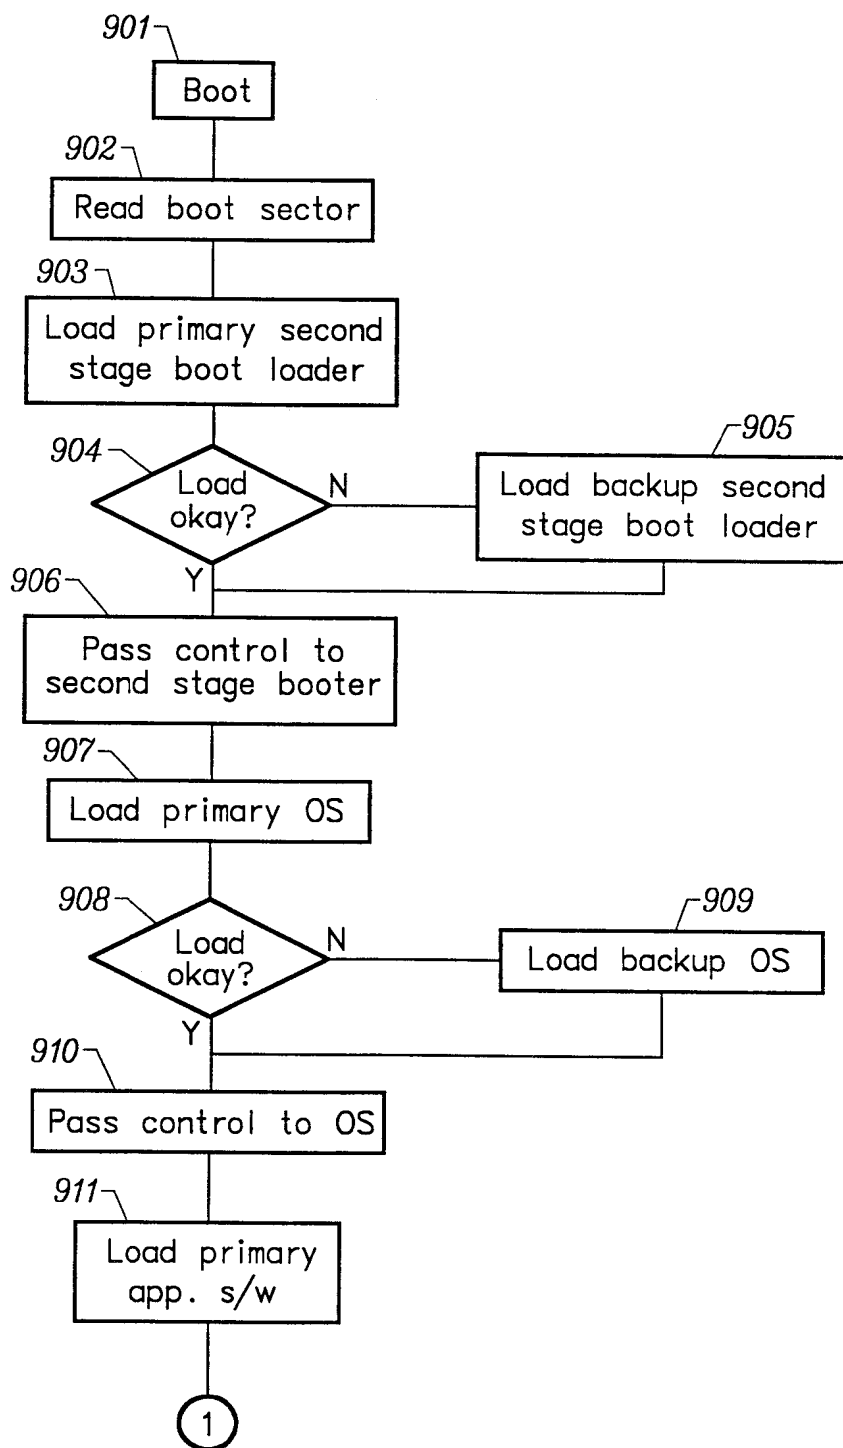 901
Boot
902
Read boot sector
903
Load primary second
stage boot loader
904
Load
okay?
N
Y
905
Load backup second
stage boot loader
906
Pass control to
second stage booter
907
Load primary OS
908
Load
okay?
N
Y
909
Load backup OS
910
Pass control to OS
911
Load primary
app. s/w
1